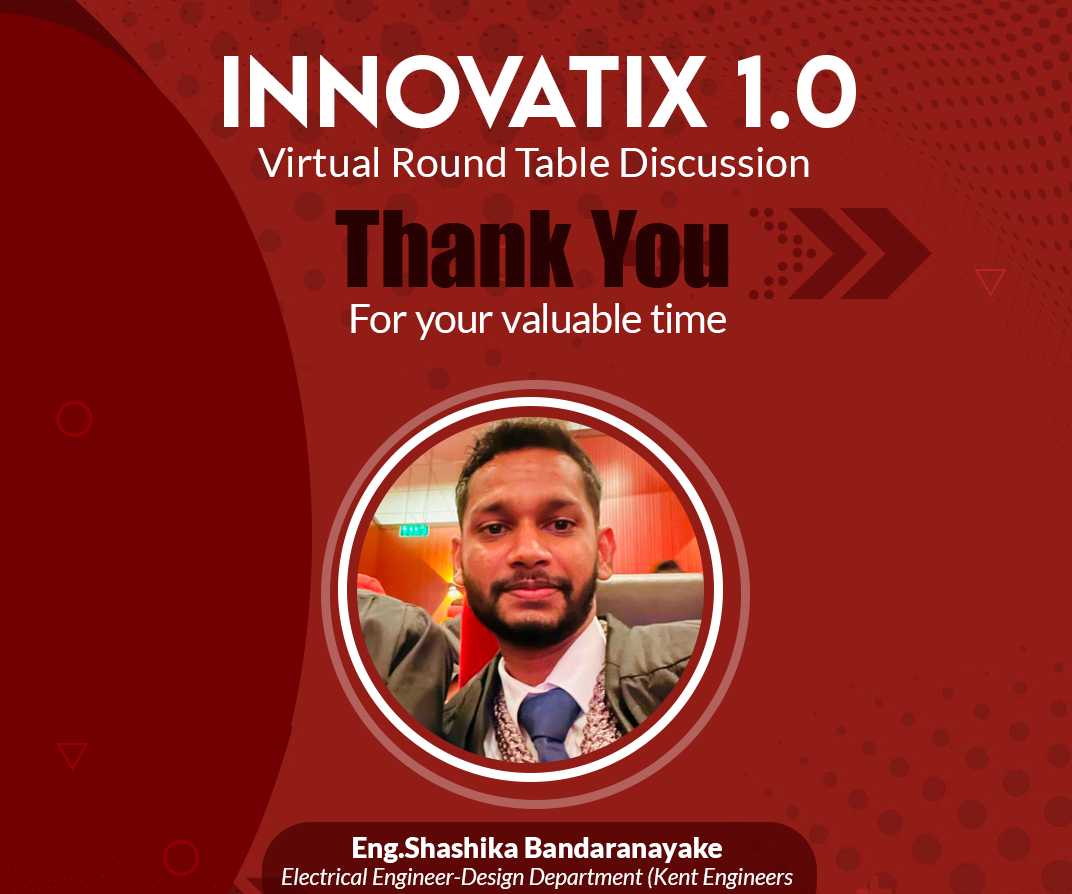 INNOVATIX 1.0
Virtual Round Table Discussion
Thank You
For your valuable time
Eng.Shashika Bandaranayake
Electrical Engineer-Design Department (Kent Engineers